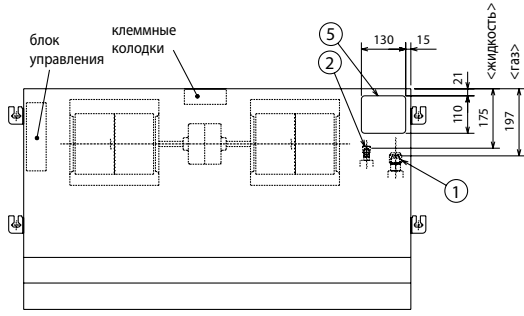 блок
управления
клеммные
колодки
5
2
130
15
21
110
175
197
<жидкость>
<газ>
1